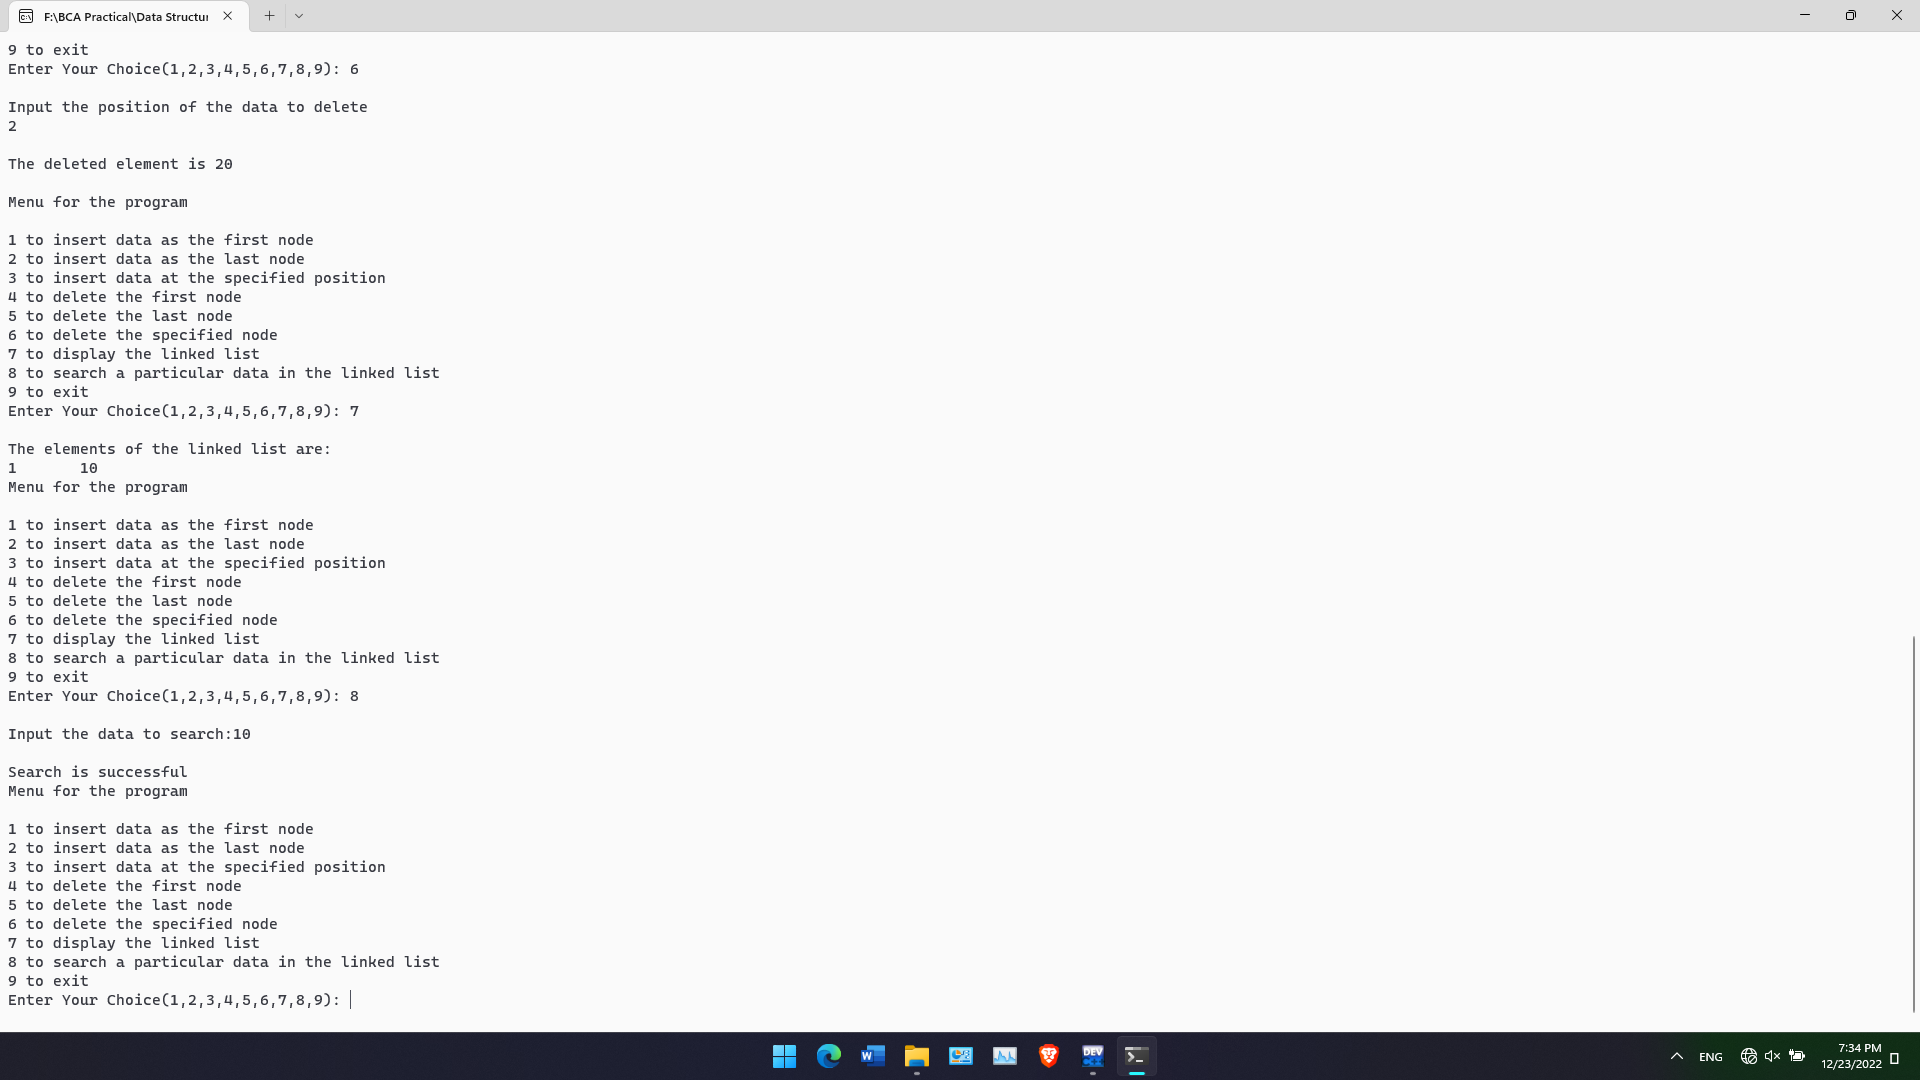 F:\BCA Practical\Data Structur
9 to exit
Enter Your Choice(1,2,3,4,5,6,7,8,9): 6
Input the position of the data to delete
2
The deleted element is 20
Menu for the program
1 to insert data as the first node
2 to insert data as the last node
3 to insert data at the specified position
4 to delete the first node
5 to delete the last node
6 to delete the specified node
7 to display the linked list
8 to search a particular data in the linked list
9 to exit
Enter Your Choice(1,2,3,4,5,6,7,8,9): 7
The elements of the linked list are:
1 10
Menu for the program
1 to insert data as the first node
2 to insert data as the last node
3 to insert data at the specified position
4 to delete the first node
5 to delete the last node
6 to delete the specified node
7 to display the linked list
8 to search a particular data in the linked list
9 to exit
Enter Your Choice(1,2,3,4,5,6,7,8,9): 8
Input the data to search:10
Search is successful
Menu for the program
1 to insert data as the first node
2 to insert data as the last node
3 to insert data at the specified position
4 to delete the first node
5 to delete the last node
6 to delete the specified node
7 to display the linked list
8 to search a particular data in the linked list
9 to exit
Enter Your Choice(1,2,3,4,5,6,7,8,9):
DEV
ENG
7:34 PM
12/23/2022